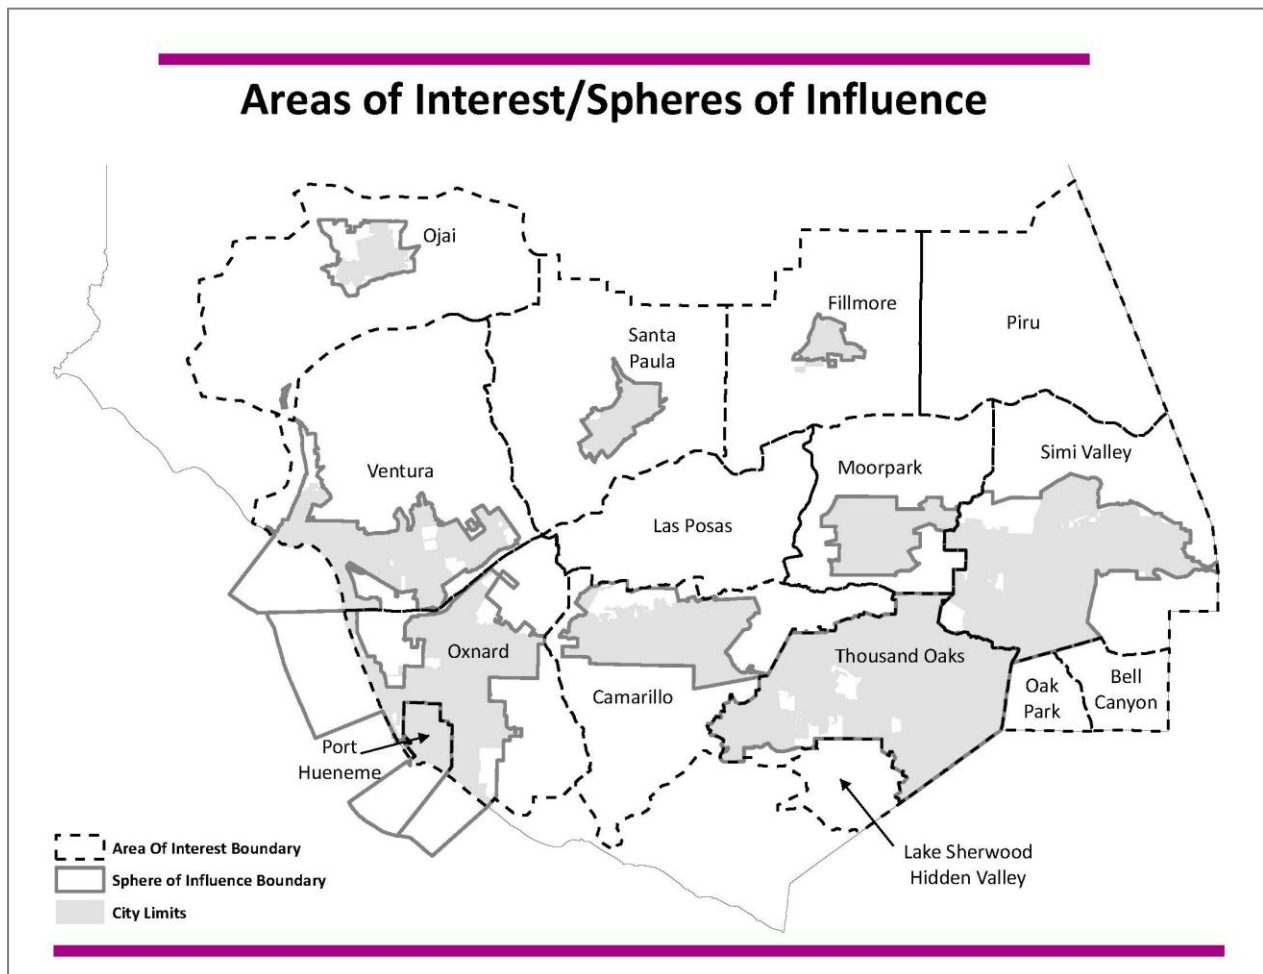 Areas of Interest/Spheres of Influence
Ojai
Fillmore
Piru
Santa
Paula
Ventura
Moorpark
Simi Valley
Las Posas
Oxnard
Thousand Oaks
Camarillo
Oak
Park
Bell
Canyon
Port
Hueneme
Lake Sherwood
Hidden Valley
Area Of Interest Boundary
Sphere of Influence Boundary
City Limits